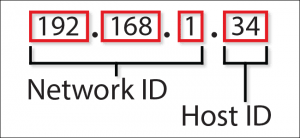 192.168.1.34
Network ID
Host ID